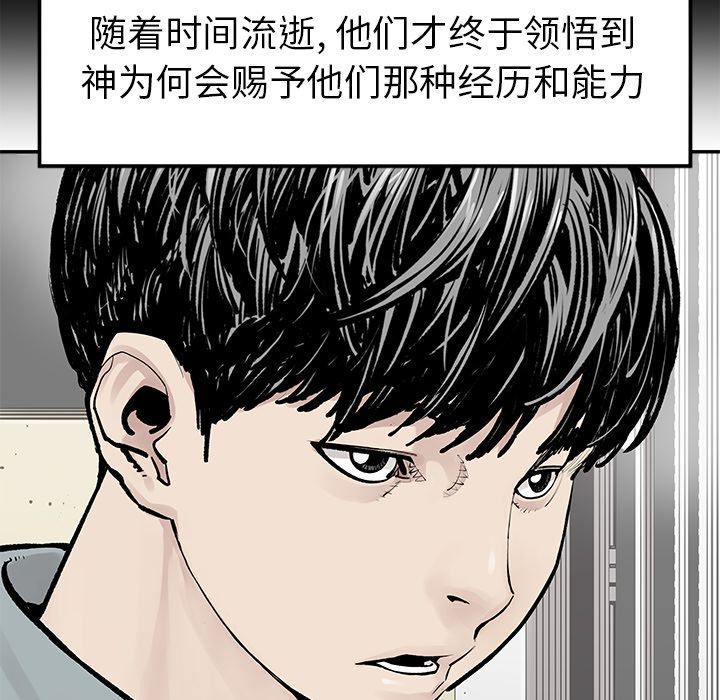 随着时间流逝, 他们才终于领悟到
神为何会赐予他们那种经历和能力